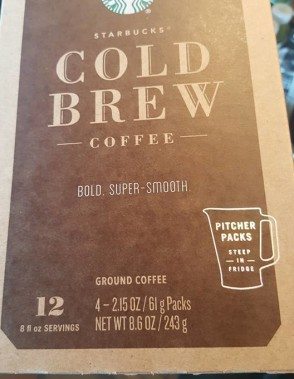 STARBUCKS®
COLD
BREW
COFFEE
BOLD. SUPER-SMOOTH.
PITCHER
PACKS
STEEP
IN
FRIDGE
GROUND COFFEE
12
8 fl oz SERVINGS
4 – 2.15 OZ / 61 g Packs
NET WT 8.6 OZ / 243 g